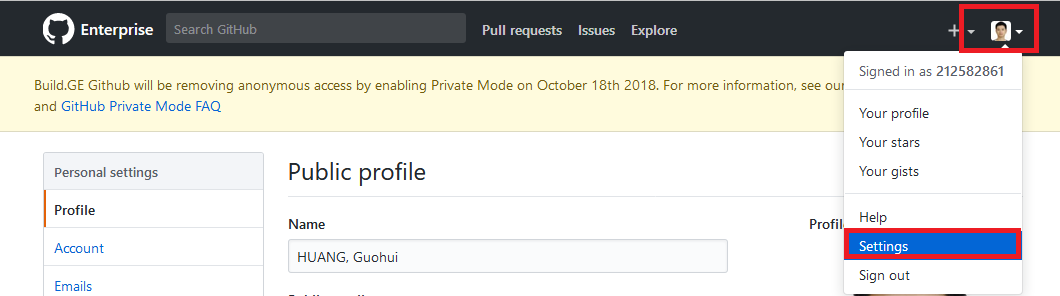 Enterprise
Search GitHub
Pull requests
Issues
Explore
Signed in as 212582861
Your profile
Your stars
Your gists
Help
Settings
Sign out
Build.GE Github will be removing anonymous access by enabling Private Mode on October 18th 2018. For more information, see our
and GitHub Private Mode FAQ
Personal settings
Profile
Account
Emails
Public profile
Name
HUANG, Guohui